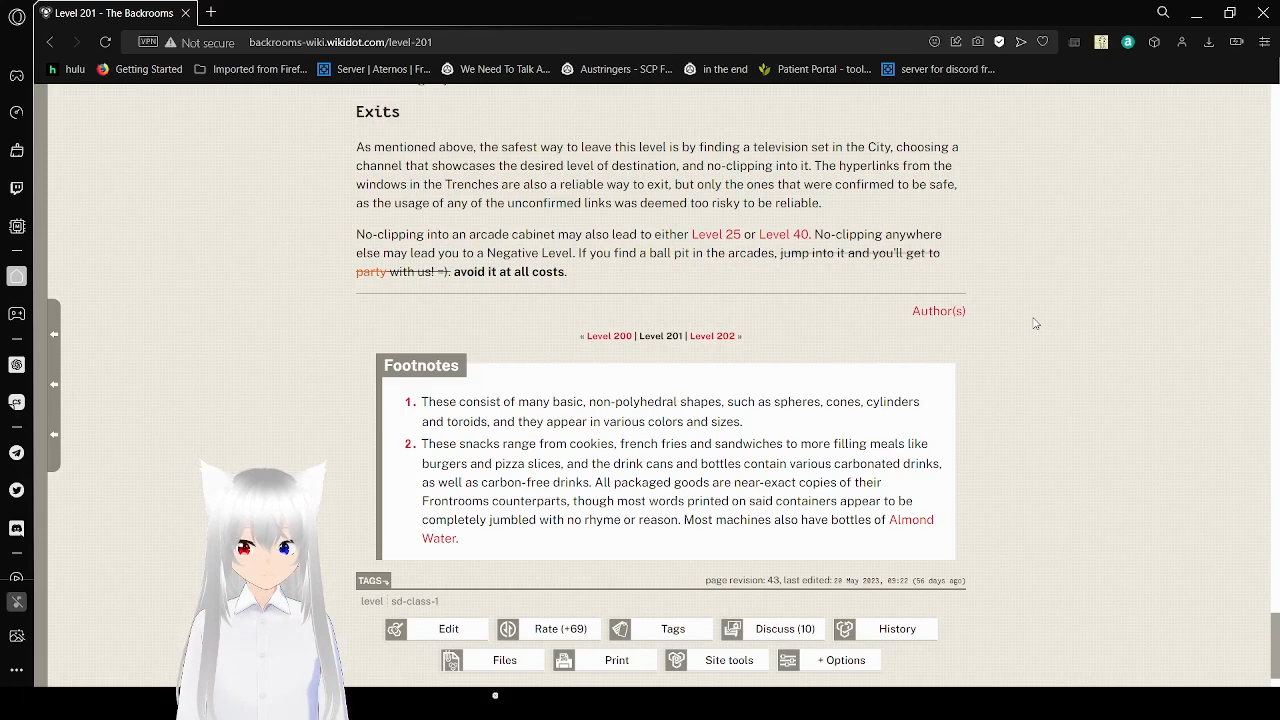 Level 201 - The Backrooms
VPN Not secure backrooms-wiki.wikidot.com/level-201
hulu Getting Started Imported from Firef... Server | Aternos | Fr... We Need To Talk A... Austringers - SCP F... in the end Patient Portal - tool... server for discord fr...
Exits
As mentioned above, the safest way to leave this level is by finding a television set in the City, choosing a
channel that showcases the desired level of destination, and no-clipping into it. The hyperlinks from the
windows in the Trenches are also a reliable way to exit, but only the ones that were confirmed to be safe,
as the usage of any of the unconfirmed links was deemed too risky to be reliable.
No-clipping into an arcade cabinet may also lead to either Level 25 or Level 40. No-clipping anywhere
else may lead you to a Negative Level. If you find a ball pit in the arcades, jump into it and you'll get to
party with us! =). avoid it at all costs.
Author(s)
« Level 200 | Level 201 | Level 202 »
Footnotes
1. These consist of many basic, non-polyhedral shapes, such as spheres, cones, cylinders
and toroids, and they appear in various colors and sizes.
2. These snacks range from cookies, french fries and sandwiches to more filling meals like
burgers and pizza slices, and the drink cans and bottles contain various carbonated drinks,
as well as carbon-free drinks. All packaged goods are near-exact copies of their
Frontrooms counterparts, though most words printed on said containers appear to be
completely jumbled with no rhyme or reason. Most machines also have bottles of Almond
Water.
TAGS
page revision: 43, last edited: 20 May 2023, 09:22 (56 days ago)
level sd-class-1
Edit Rate (+69) Tags Discuss (10) History
Files Print Site tools + Options